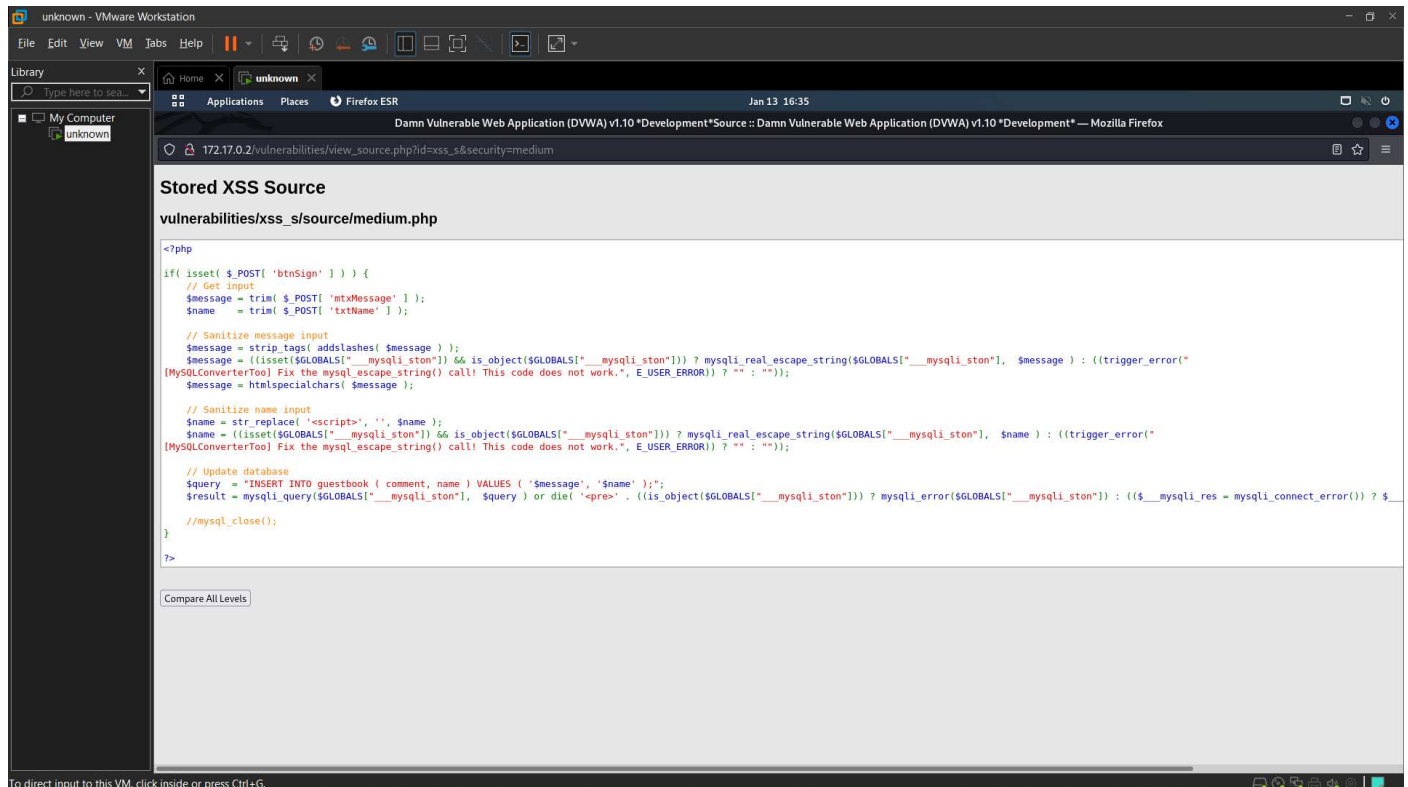 unknown - VMware Workstation
File Edit View VM Tabs Help
Library X
Type here to sea...
My Computer
unknown
Home X unknown X
Applications Places Firefox ESR Jan 13 16:35
Damn Vulnerable Web Application (DVWA) v1.10 *Development*Source :: Damn Vulnerable Web Application (DVWA) v1.10 *Development* — Mozilla Firefox
172.17.0.2/vulnerabilities/view_source.php?id=xss_s&security=medium
Stored XSS Source
vulnerabilities/xss_s/source/medium.php
<?php
if( isset( $_POST[ 'btnSign' ] ) ) {
// Get input
$message = trim( $_POST[ 'mtxMessage' ] );
$name    = trim( $_POST[ 'txtName' ] );
// Sanitize message input
$message = strip_tags( addslashes( $message ) );
$message = ((isset($GLOBALS["___mysqli_ston"]) && is_object($GLOBALS["___mysqli_ston"])) ? mysqli_real_escape_string($GLOBALS["___mysqli_ston"],  $message ) : ((trigger_error("
[MySQLConverterToo] Fix the mysql_escape_string() call! This code does not work.", E_USER_ERROR)) ? "" : ""));
$message = htmlspecialchars( $message );
// Sanitize name input
$name = str_replace( '<script>', '', $name );
$name = ((isset($GLOBALS["___mysqli_ston"]) && is_object($GLOBALS["___mysqli_ston"])) ? mysqli_real_escape_string($GLOBALS["___mysqli_ston"],  $name ) : ((trigger_error("
[MySQLConverterToo] Fix the mysql_escape_string() call! This code does not work.", E_USER_ERROR)) ? "" : ""));
// Update database
$query  = "INSERT INTO guestbook ( comment, name ) VALUES ( '$message', '$name' );";
$result = mysqli_query($GLOBALS["___mysqli_ston"],  $query ) or die( '<pre>' . ((is_object($GLOBALS["___mysqli_ston"])) ? mysqli_error($GLOBALS["___mysqli_ston"]) : (($___mysqli_res = mysqli_connect_error()) ? $__
//mysql_close();
}
?>
Compare All Levels
To direct input to this VM, click inside or press Ctrl+G.